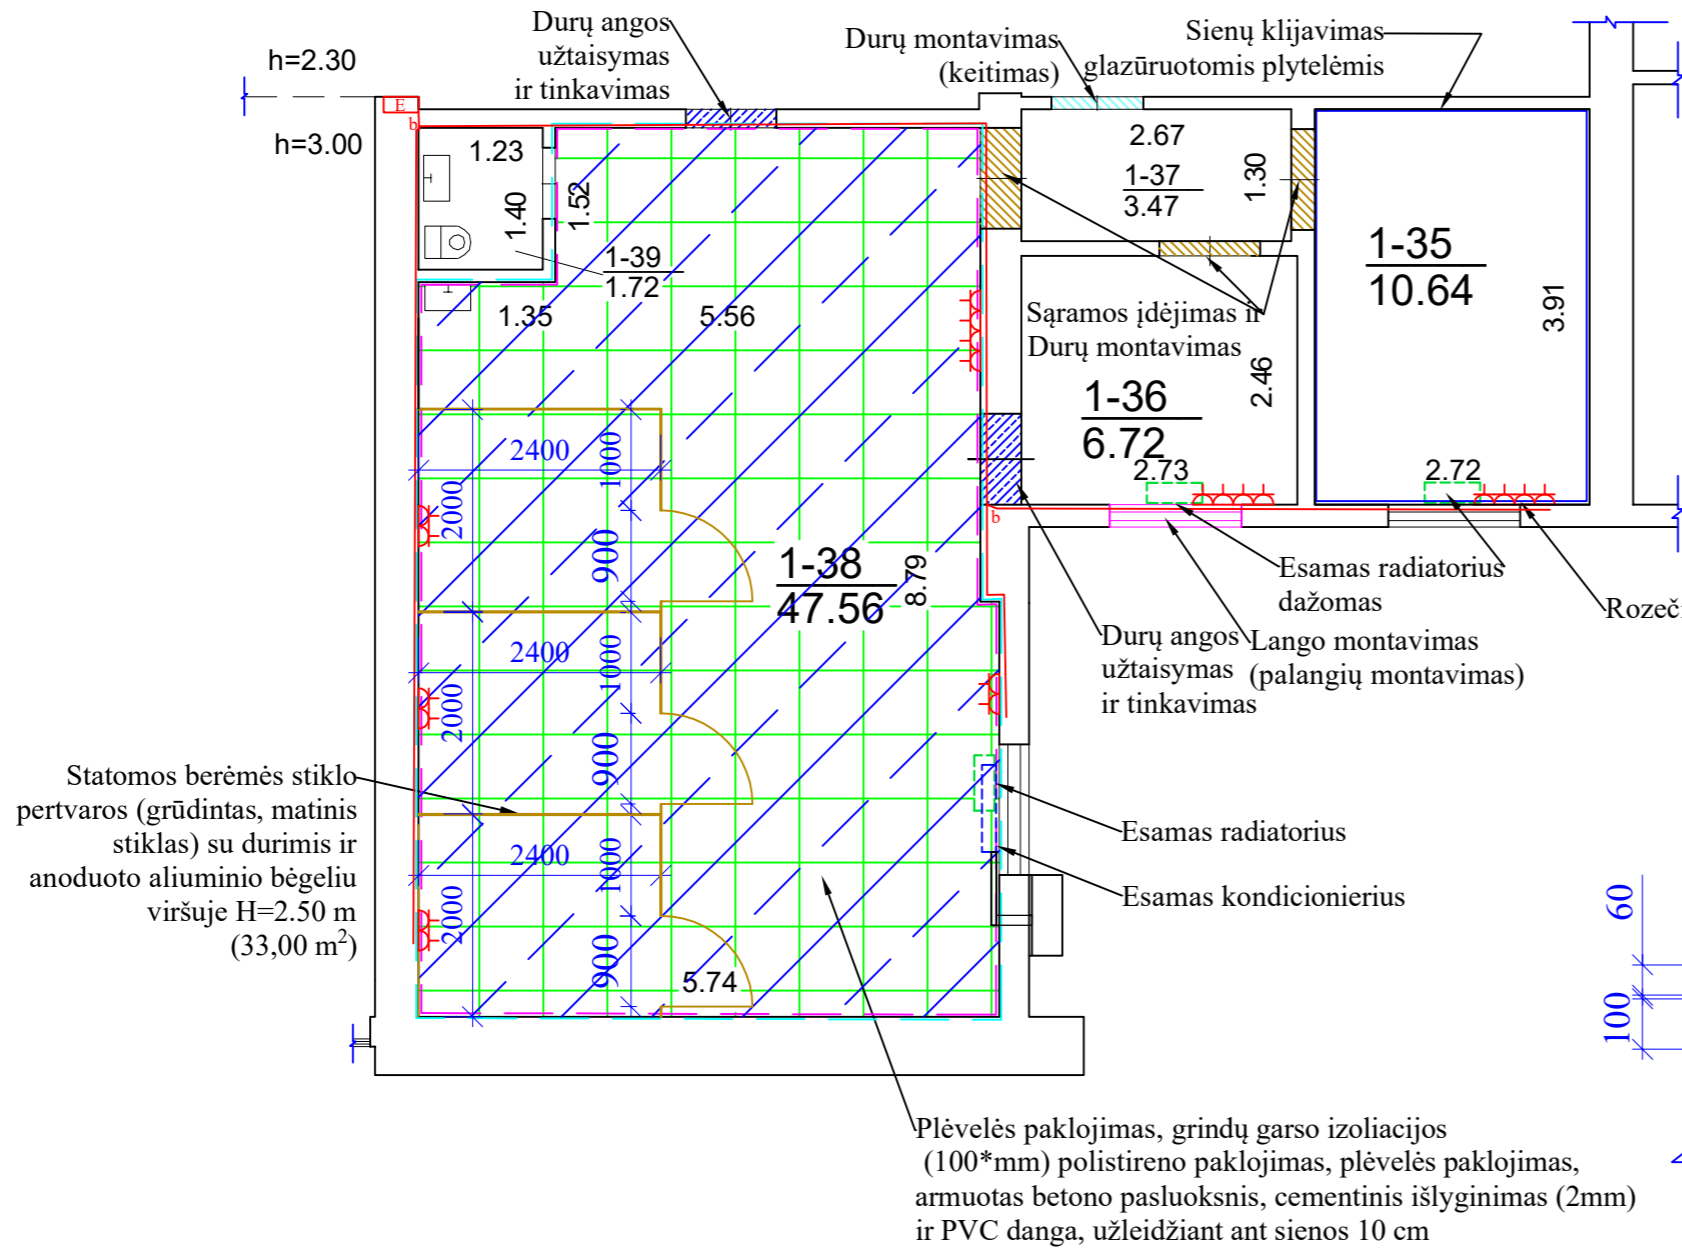 h=2.30
h=3.00
E
b
Durų angos
užtaisymas
ir tinkavimas
Durų montavimas
(keitimas)
Sienų klijavimas
glazūruotomis plytelėmis
1.23
1.40
1.52
1-39
1.72
1.35
5.56
2.67
1-37
3.47
1.30
1-35
10.64
3.91
Sąramos įdėjimas ir
Durų montavimas
1-36
6.72
2.46
2.73
2.72
b
2400
1000
2000
900
1-38
47.56
8.79
2400
1000
2000
900
2400
1000
2000
900
5.74
Esamas radiatorius
dažomas
Durų angos
užtaisymas
ir tinkavimas
Lango montavimas
(palangių montavimas)
Statomos berėmės stiklo
pertvaros (grūdintas, matinis
stiklas) su durimis ir
anoduoto aliuminio bėgeliu
viršuje H=2.50 m
(33,00 m²)
Esamas radiatorius
Esamas kondicionierius
60
100
Plėvelės paklojimas, grindų garso izoliacijos
(100*mm) polistireno paklojimas, plėvelės paklojimas,
armuotas betono pasluoksnis, cementinis išlyginimas (2mm)
ir PVC danga, užleidžiant ant sienos 10 cm